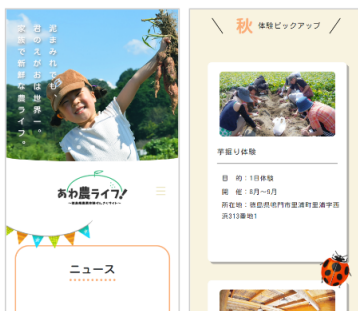 泥まみれでも
君のえがおは世界一。
家族で新鮮な農ライフ。
あわ農ライフ!
ニュース
秋 体験ピックアップ
芋掘り体験
目 的:1日体験
開 催:8月〜6月
所在地:徳島県鳴門市里浦町里浦字西
浜313番地1